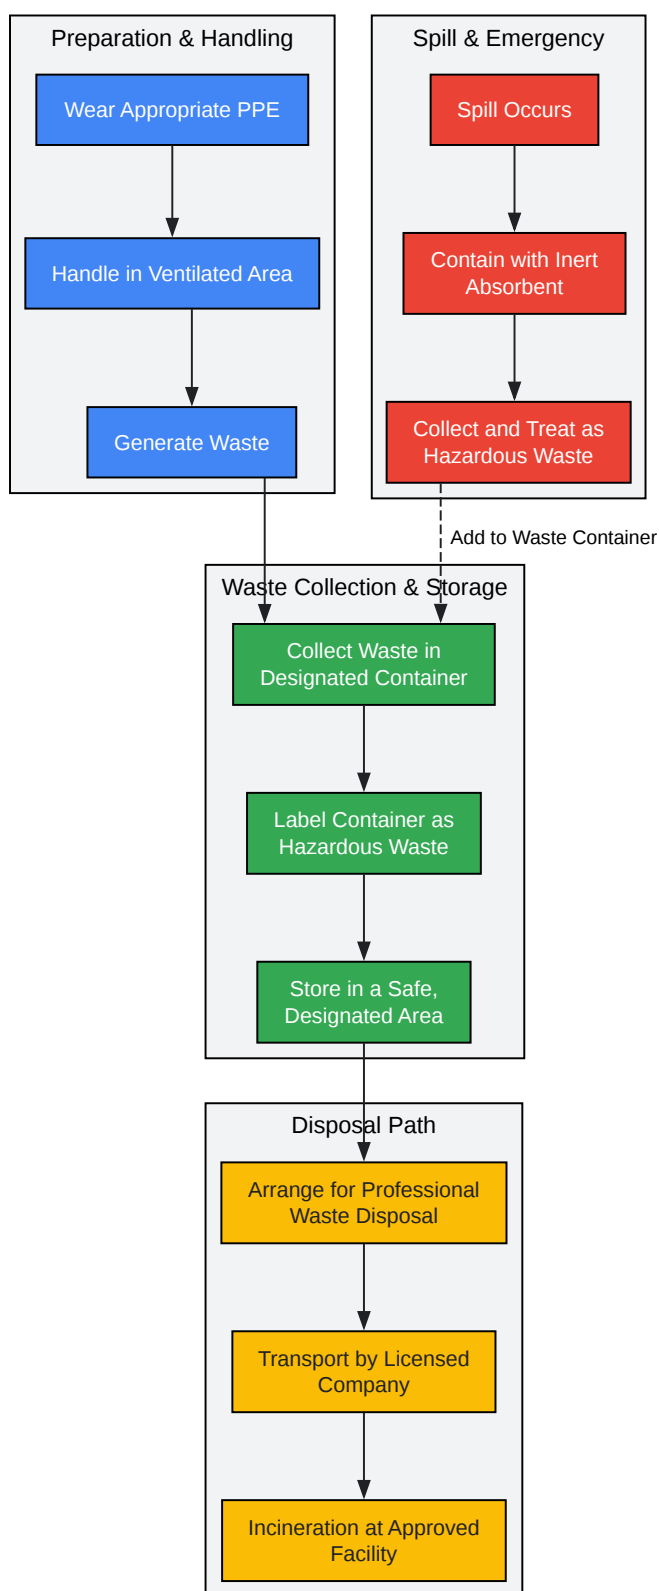 Preparation & Handling
Wear Appropriate PPE
Handle in Ventilated Area
Generate Waste
Spill & Emergency
Spill Occurs
Contain with Inert
Absorbent
Collect and Treat as
Hazardous Waste
Add to Waste Container
Waste Collection & Storage
Collect Waste in
Designated Container
Label Container as
Hazardous Waste
Store in a Safe,
Designated Area
Disposal Path
Arrange for Professional
Waste Disposal
Transport by Licensed
Company
Incineration at Approved
Facility